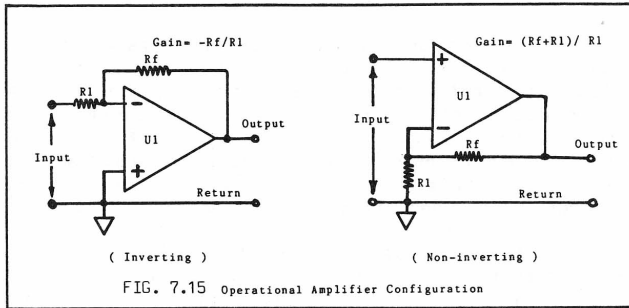 Gain= -Rf/R1
Rf
R1
−
U1
+
Input
Output
Return
( Inverting )
Gain= (Rf+R1)/ R1
+
U1
−
Input
Rf
R1
Output
Return
( Non-inverting )
FIG. 7.15 Operational Amplifier Configuration